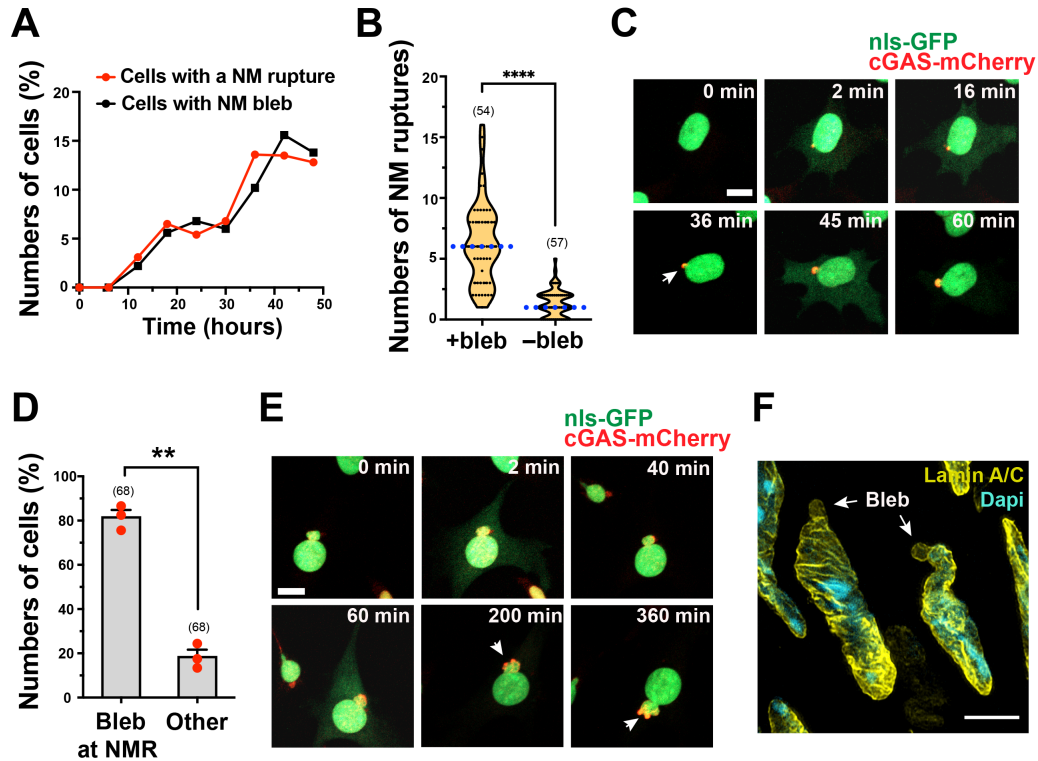 A
Numbers of cells (%)
Cells with a NM rupture
Cells with NM bleb
20
15
10
5
0
0 10 20 30 40 50
Time (hours)
B
Numbers of NM ruptures)
20
15
10
5
0
****
(54)
(57)
+bleb –bleb
C
nls-GFP
cGAS-mCherry
0 min 2 min 16 min
36 min 45 min 60 min
D
Numbers of cells (%)
100
80
60
40
20
0
**
(68)
(68)
Bleb Other
at NMR
E
nls-GFP
cGAS-mCherry
0 min 2 min 40 min
60 min 200 min 360 min
F
Lamin A/C
Bleb Dapi